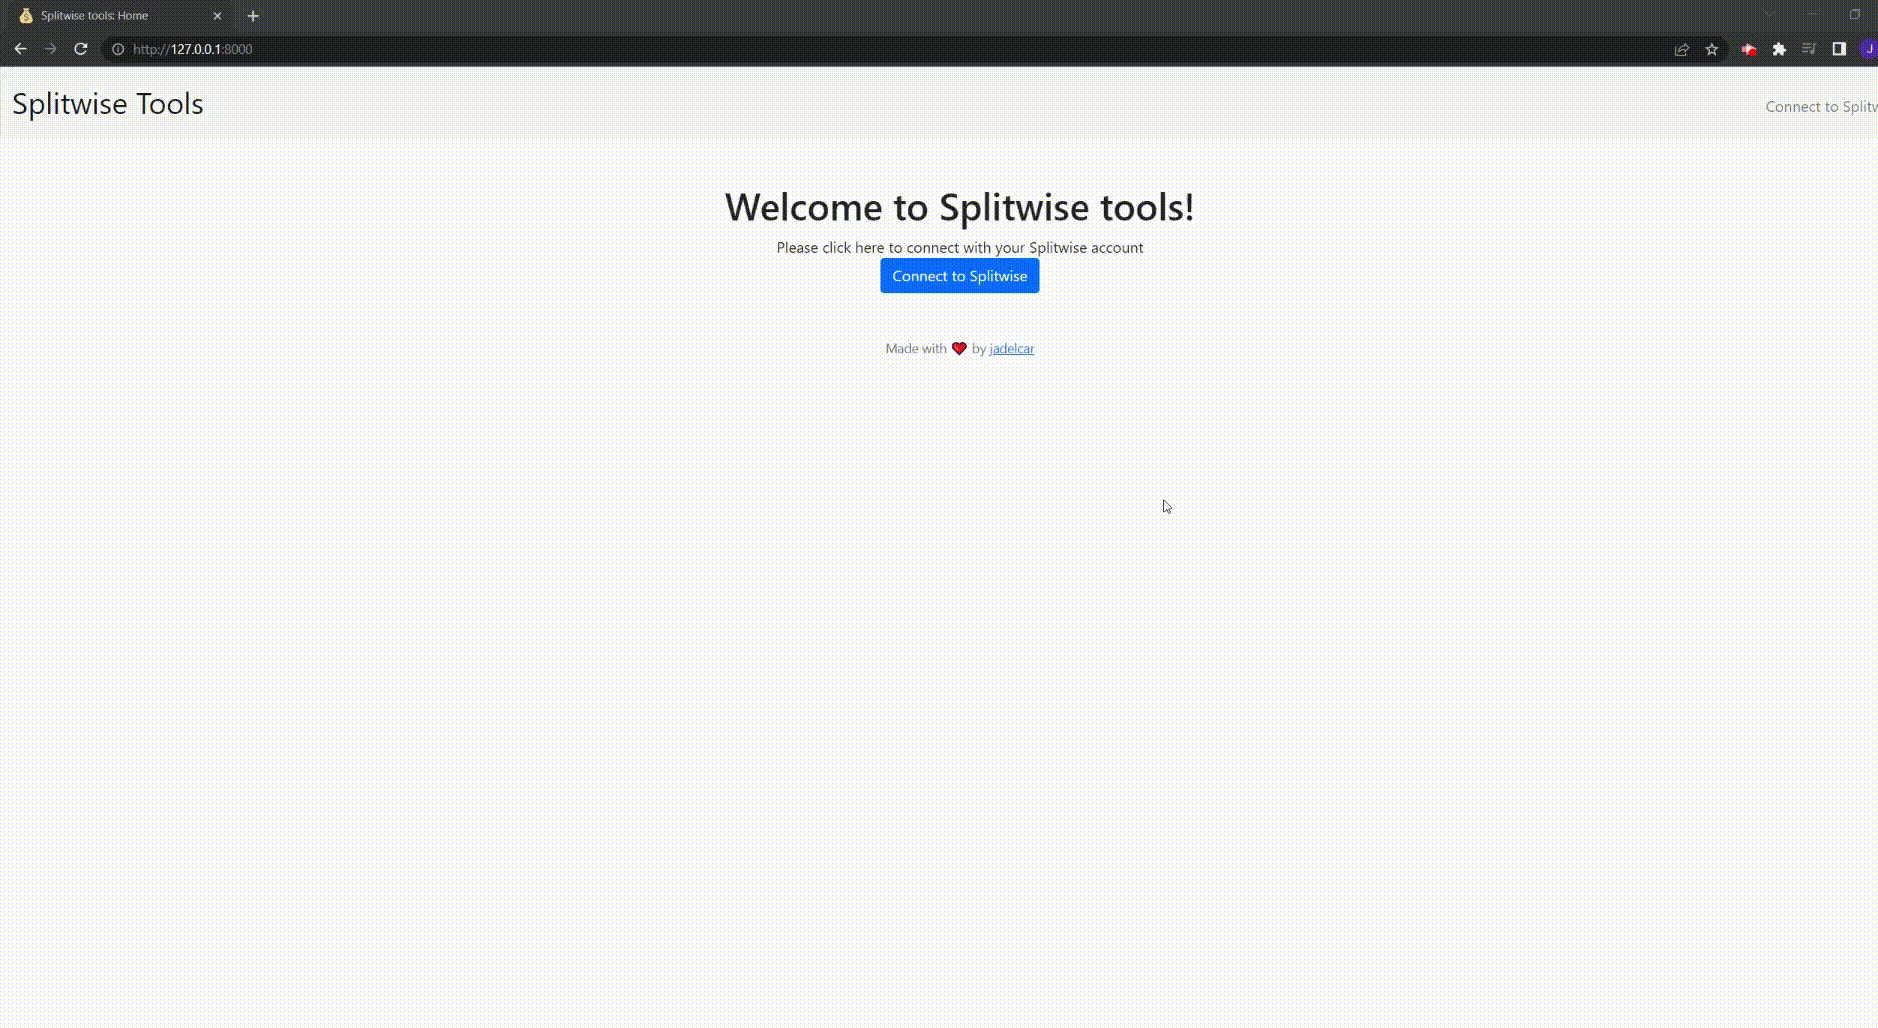 Splitwise tools: Home
http://127.0.0.1:8000
J
Splitwise Tools
Connect to
Welcome to Splitwise tools!
Please click here to connect with your Splitwise account
Connect to Splitwise
Made with ❤ by jadelcar